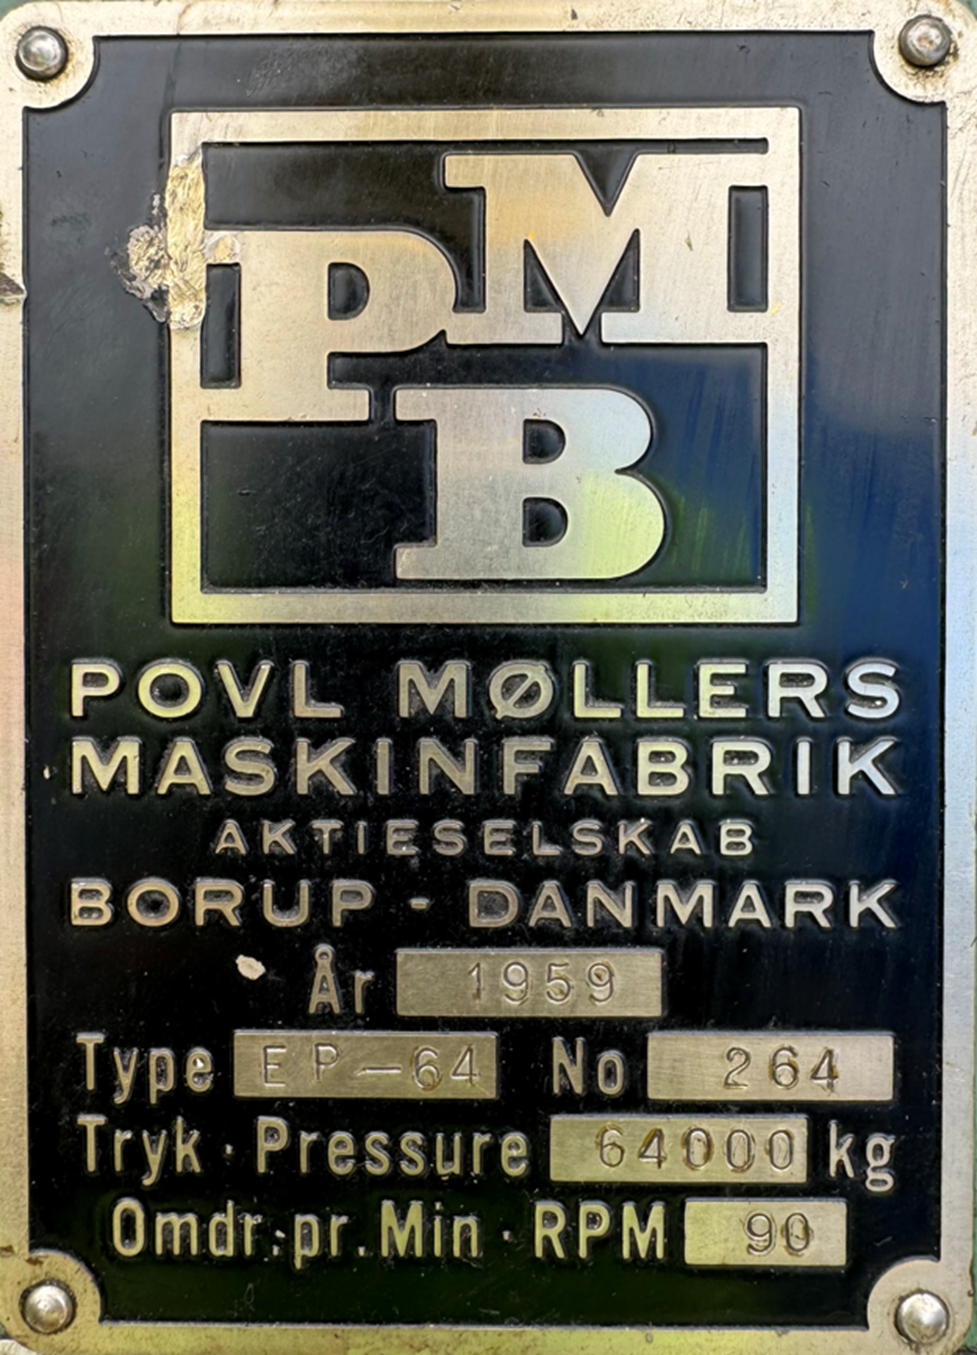 PMB
POVL MØLLERS
MASKINFABRIK
AKTIESELSKAB
BORUP - DANMARK
År 1959
Type EP-64 No 264
Tryk · Pressure 64000 kg
Omdr.pr.Min · RPM 90